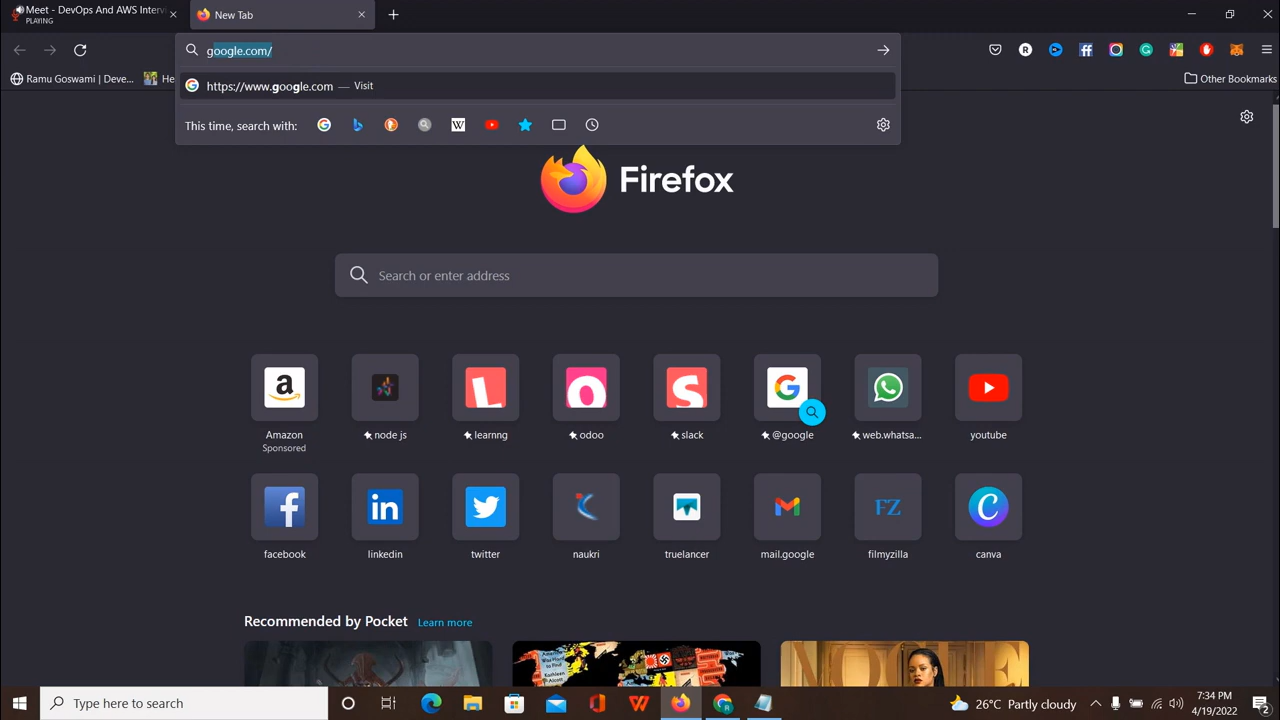 Meet - DevOps And AWS Interv
PLAYING
New Tab
google.com/
Ramu Goswami | Deve...
He
Other Bookmarks
https://www.google.com — Visit
This time, search with:
Firefox
Search or enter address
Amazon
Sponsored
node js
learnng
odoo
slack
@google
web.whatsa...
youtube
facebook
linkedin
twitter
naukri
truelancer
mail.google
filmyzilla
canva
Recommended by Pocket
Learn more
Type here to search
26°C Partly cloudy
7:34 PM
4/19/2022
2